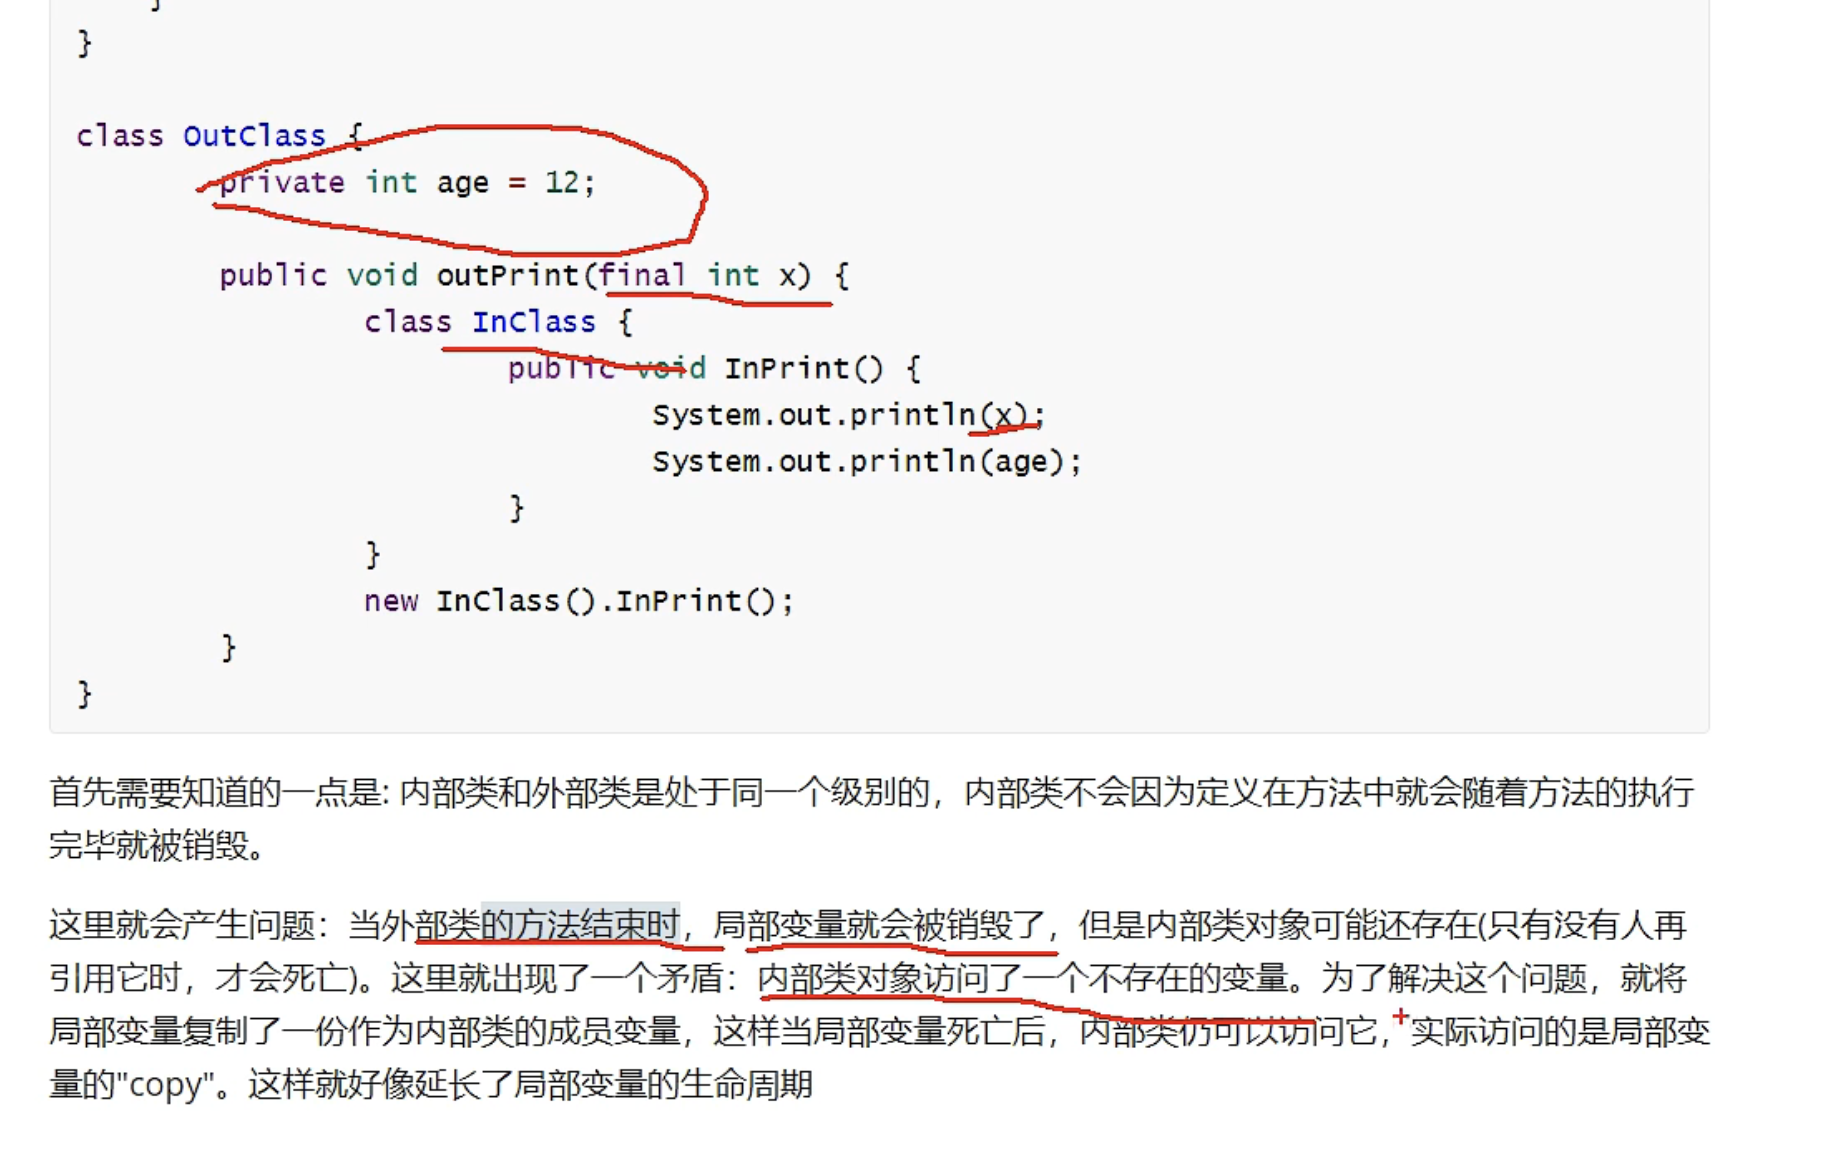 }
}
class OutClass {
private int age = 12;
public void outPrint(final int x) {
class InClass {
public void InPrint() {
System.out.println(x);
System.out.println(age);
}
}
new InClass().InPrint();
}
}
首先需要知道的一点是: 内部类和外部类是处于同一个级别的，内部类不会因为定义在方法中就会随着方法的执行
完毕就被销毁。
这里就会产生问题：当外部类的方法结束时，局部变量就会被销毁了，但是内部类对象可能还存在(只有没有人再
引用它时，才会死亡)。这里就出现了一个矛盾：内部类对象访问了一个不存在的变量。为了解决这个问题，就将
局部变量复制了一份作为内部类的成员变量，这样当局部变量死亡后，内部类仍可以访问它，实际访问的是局部变
量的"copy"。这样就好像延长了局部变量的生命周期